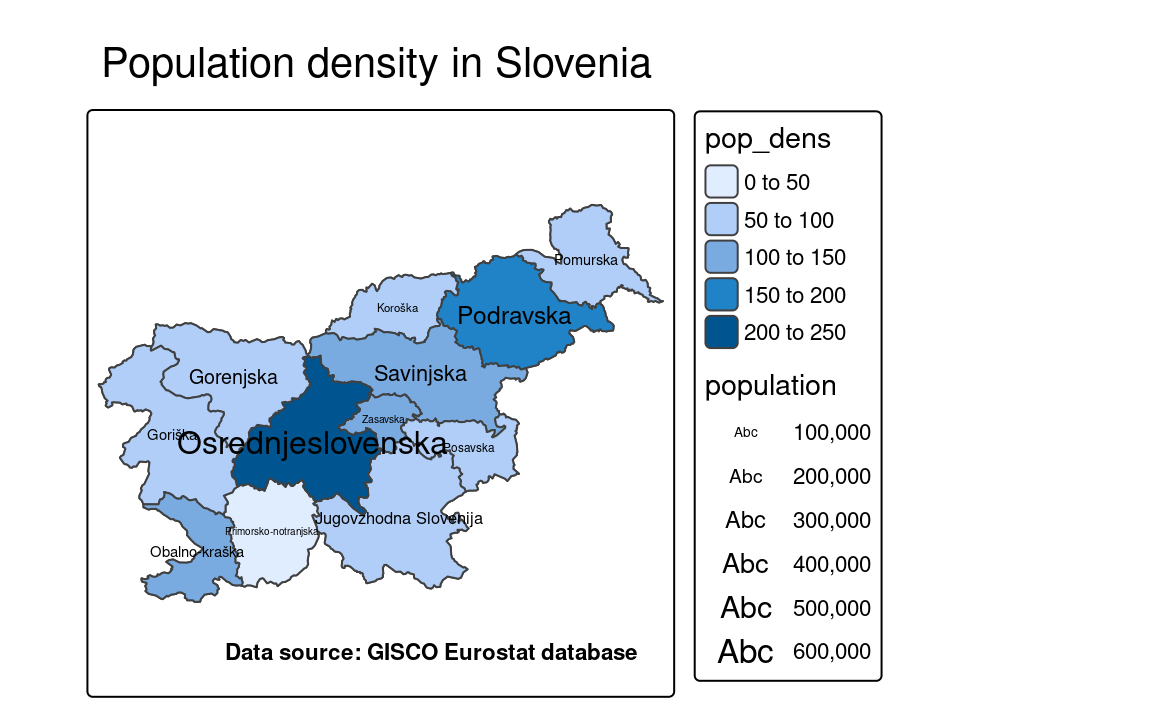 Population density in Slovenia
Pomurska
Koroška
Podravska
Gorenjska
Savinjska
Zasavska
Goriška
Osrednjeslovenska
Posavska
Jugovzhodna Slovenija
Primorsko-notranjska
Obalno-kraška
Data source: GISCO Eurostat database
pop_dens
0 to 50
50 to 100
100 to 150
150 to 200
200 to 250
population
Abc 100,000
Abc 200,000
Abc 300,000
Abc 400,000
Abc 500,000
Abc 600,000